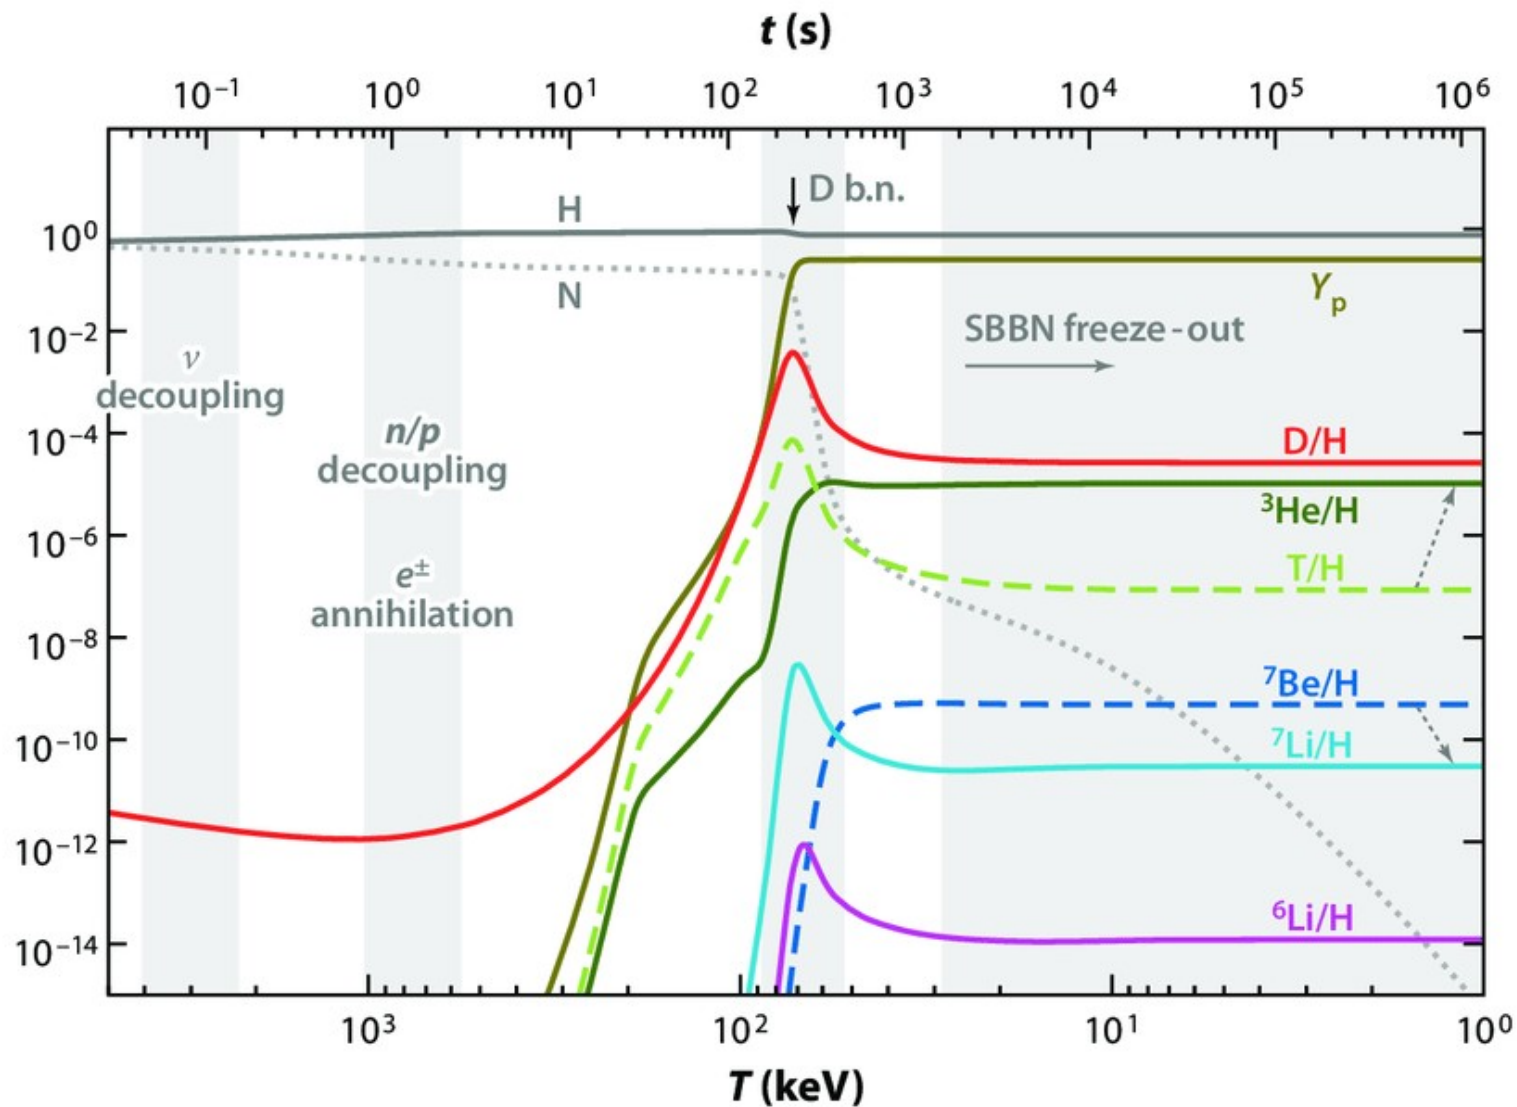 t (s)
10⁻¹ 10⁰ 10¹ 10² 10³ 10⁴ 10⁵ 10⁶
D b.n.
H
10⁰
N
Yₚ
10⁻²
SBBN freeze-out
ν
decoupling
n/p
decoupling
10⁻⁴
D/H
³He/H
10⁻⁶
T/H
e±
annihilation
10⁻⁸
⁷Be/H
10⁻¹⁰
⁷Li/H
10⁻¹²
⁶Li/H
10⁻¹⁴
10³ 10² 10¹ 10⁰
T (keV)